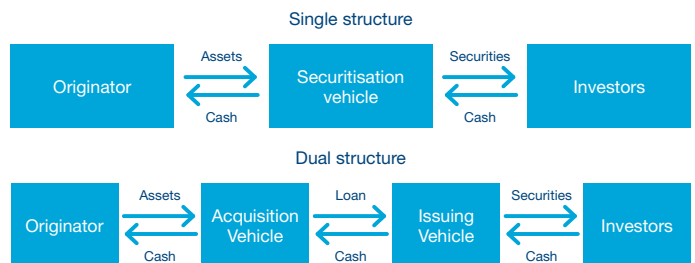 Single structure
Assets
Securities
Originator
Securitisation
vehicle
Investors
Cash
Cash
Dual structure
Assets
Loan
Securities
Originator
Acquisition
Vehicle
Issuing
Vehicle
Investors
Cash
Cash
Cash